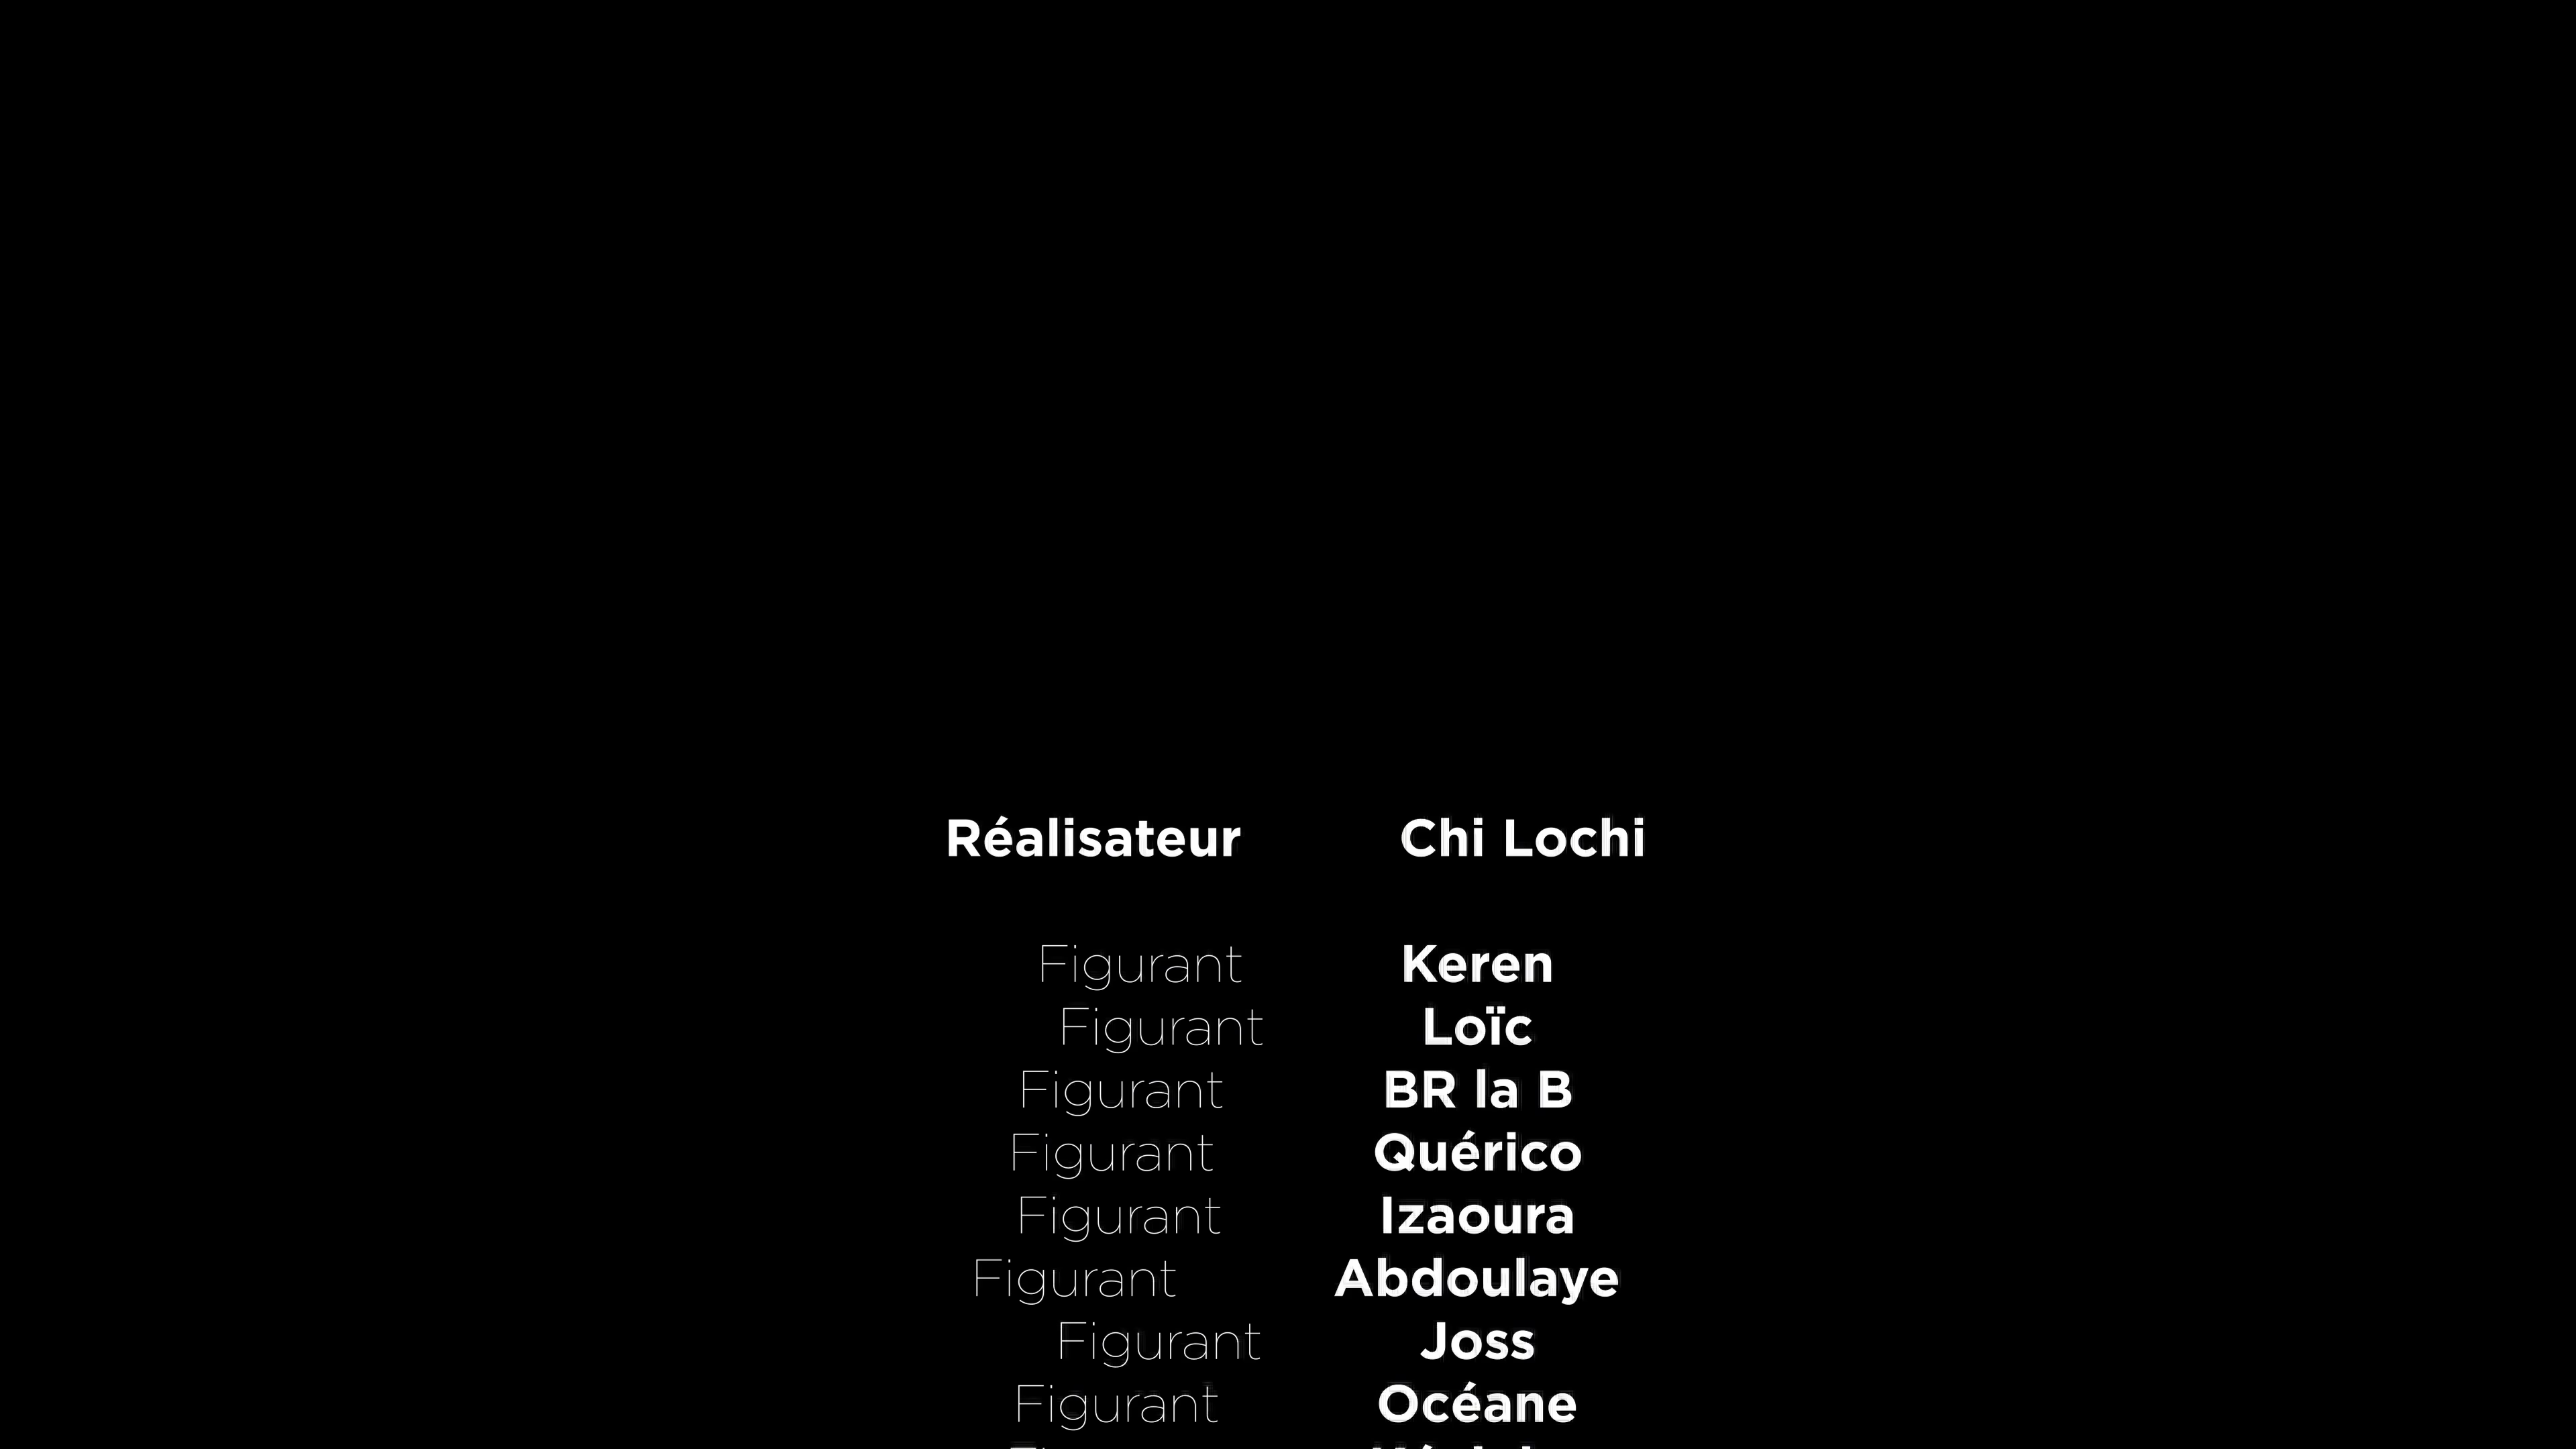 Réalisateur Chi Lochi
Figurant Keren
Figurant Loïc
Figurant BR la B
Figurant Quérico
Figurant Izaoura
Figurant Abdoulaye
Figurant Joss
Figurant Océane